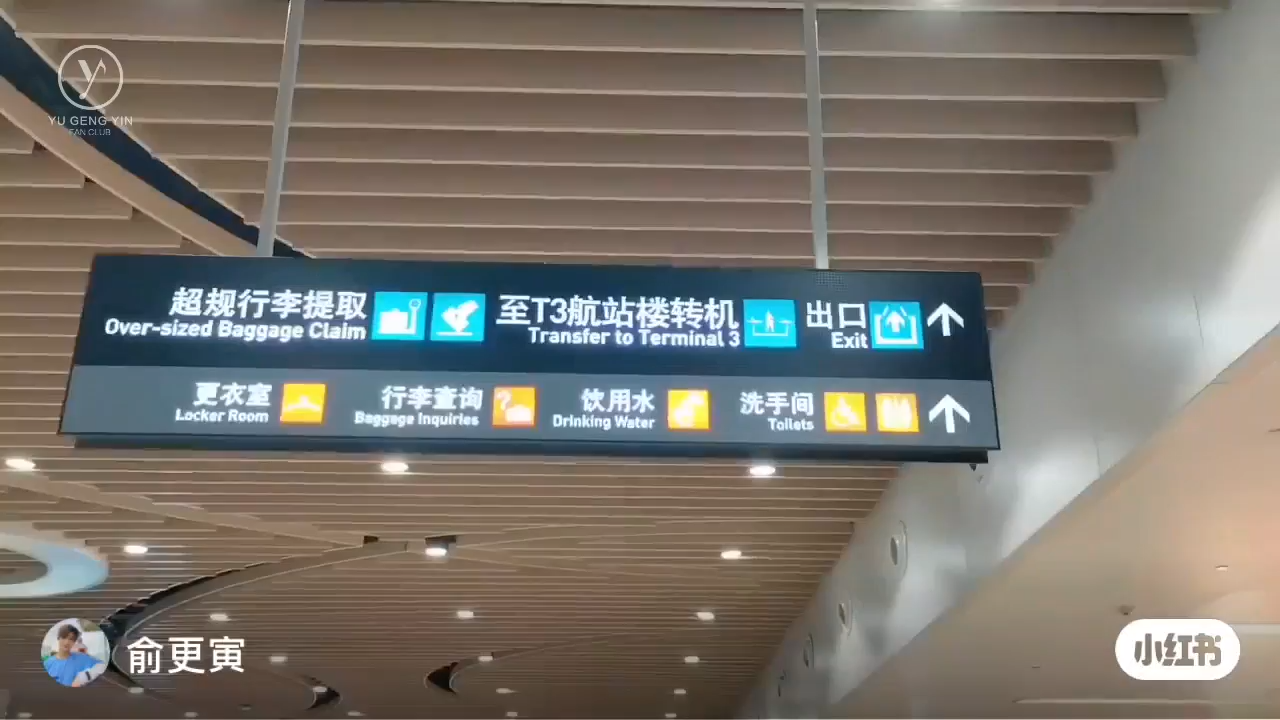 YU GENG YIN
FAN CLUB
超规行李提取 至T3航站楼转机 出口
Over-sized Baggage Claim Transfer to Terminal 3 Exit
更衣室 行李查询 饮用水 洗手间
Locker Room Baggage Inquiries Drinking Water Toilets
俞更寅
小红书